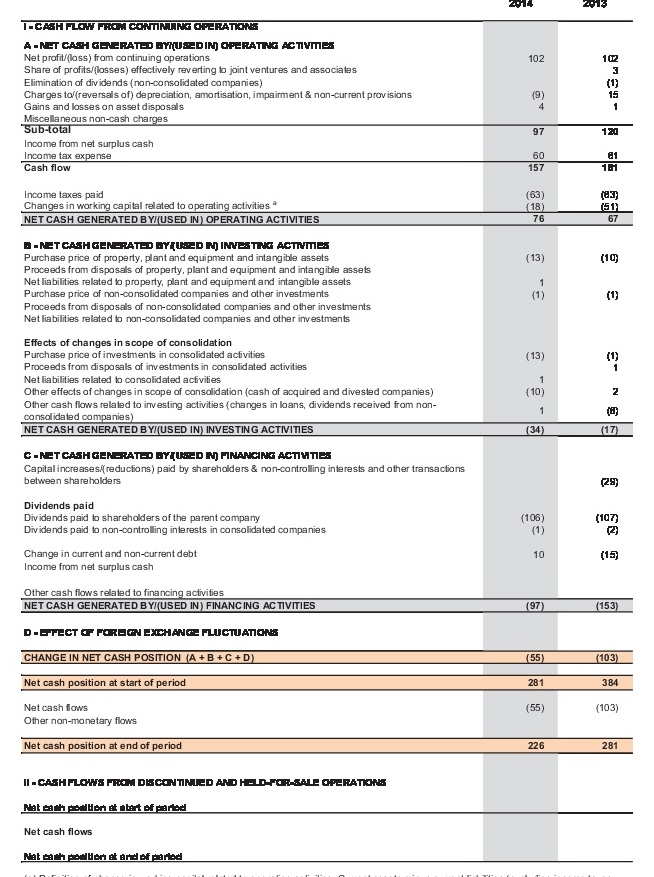 2014 2013
I - CASH FLOW FROM CONTINUING OPERATIONS
A - NET CASH GENERATED BY/(USED IN) OPERATING ACTIVITIES
Net profit/(loss) from continuing operations 102 102
Share of profits/(losses) effectively reverting to joint ventures and associates 3
Elimination of dividends (non-consolidated companies) (1)
Charges to/(reversals of) depreciation, amortisation, impairment & non-current provisions (9) 15
Gains and losses on asset disposals 4 1
Miscellaneous non-cash charges
Sub-total 97 120
Income from net surplus cash
Income tax expense 60 61
Cash flow 157 181
Income taxes paid (63) (63)
Changes in working capital related to operating activities a (18) (51)
NET CASH GENERATED BY/(USED IN) OPERATING ACTIVITIES 76 67
B - NET CASH GENERATED BY/(USED IN) INVESTING ACTIVITIES
Purchase price of property, plant and equipment and intangible assets (13) (10)
Proceeds from disposals of property, plant and equipment and intangible assets
Net liabilities related to property, plant and equipment and intangible assets 1
Purchase price of non-consolidated companies and other investments (1) (1)
Proceeds from disposals of non-consolidated companies and other investments
Net liabilities related to non-consolidated companies and other investments
Effects of changes in scope of consolidation
Purchase price of investments in consolidated activities (13) (1)
Proceeds from disposals of investments in consolidated activities 1
Net liabilities related to consolidated activities 1
Other effects of changes in scope of consolidation (cash of acquired and divested companies) (10) 2
Other cash flows related to investing activities (changes in loans, dividends received from non-
consolidated companies) 1 (8)
NET CASH GENERATED BY/(USED IN) INVESTING ACTIVITIES (34) (17)
C - NET CASH GENERATED BY/(USED IN) FINANCING ACTIVITIES
Capital increases/(reductions) paid by shareholders & non-controlling interests and other transactions
between shareholders (29)
Dividends paid
Dividends paid to shareholders of the parent company (106) (107)
Dividends paid to non-controlling interests in consolidated companies (1) (2)
Change in current and non-current debt 10 (15)
Income from net surplus cash
Other cash flows related to financing activities
NET CASH GENERATED BY/(USED IN) FINANCING ACTIVITIES (97) (153)
D - EFFECT OF FOREIGN EXCHANGE FLUCTUATIONS
CHANGE IN NET CASH POSITION (A + B + C + D) (55) (103)
Net cash position at start of period 281 384
Net cash flows (55) (103)
Other non-monetary flows
Net cash position at end of period 226 281
II - CASH FLOWS FROM DISCONTINUED AND HELD-FOR-SALE OPERATIONS
Net cash position at start of period
Net cash flows
Net cash position at end of period